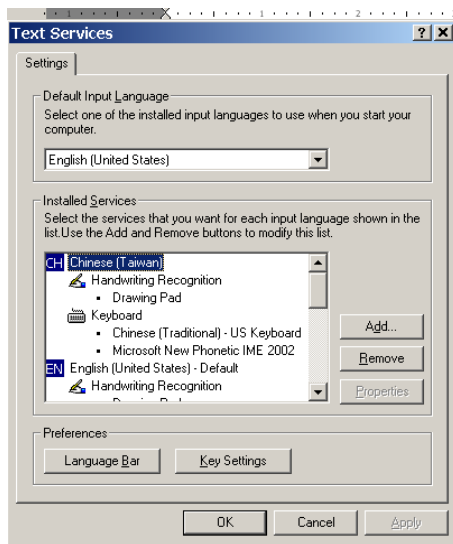 1 1 2
Text Services
Settings
Default Input Language
Select one of the installed input languages to use when you start your
computer.
English (United States)
Installed Services
Select the services that you want for each input language shown in the
list.Use the Add and Remove buttons to modify this list.
CH Chinese (Taiwan)
Handwriting Recognition
• Drawing Pad
Keyboard
• Chinese (Traditional) - US Keyboard
• Microsoft New Phonetic IME 2002
EN English (United States) - Default
Handwriting Recognition
Add...
Remove
Properties
Preferences
Language Bar Key Settings
OK Cancel Apply